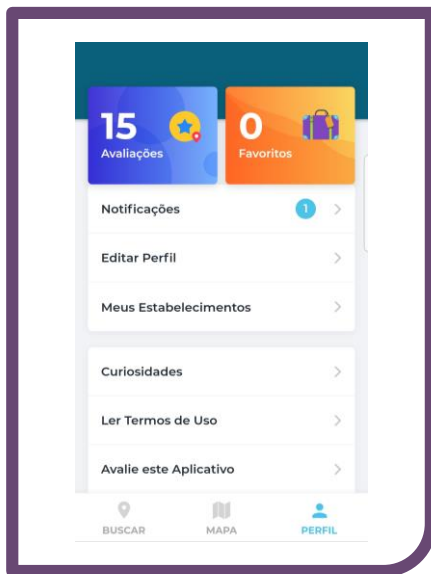 15
Avaliações
0
Favoritos
Notificações 1
Editar Perfil
Meus Estabelecimentos
Curiosidades
Ler Termos de Uso
Avalie este Aplicativo
BUSCAR MAPA PERFIL